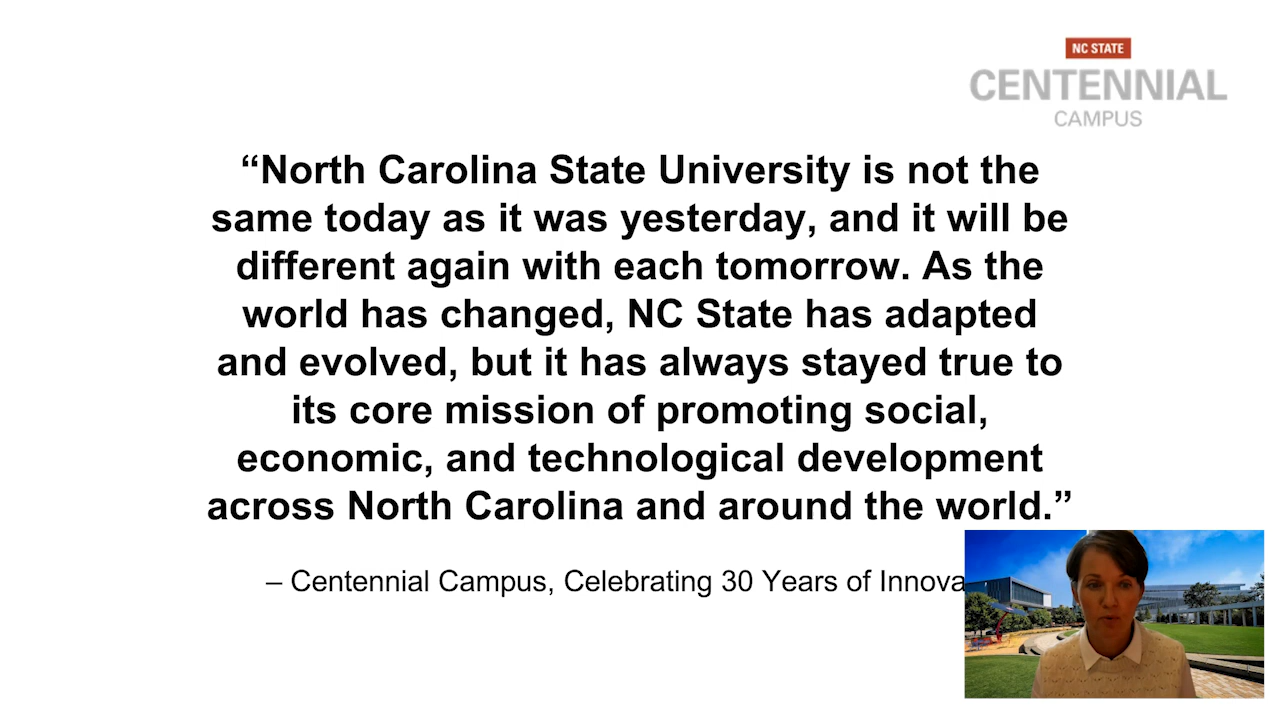 NC STATE
CENTENNIAL
CAMPUS
“North Carolina State University is not the
same today as it was yesterday, and it will be
different again with each tomorrow. As the
world has changed, NC State has adapted
and evolved, but it has always stayed true to
its core mission of promoting social,
economic, and technological development
across North Carolina and around the world.”
– Centennial Campus, Celebrating 30 Years of